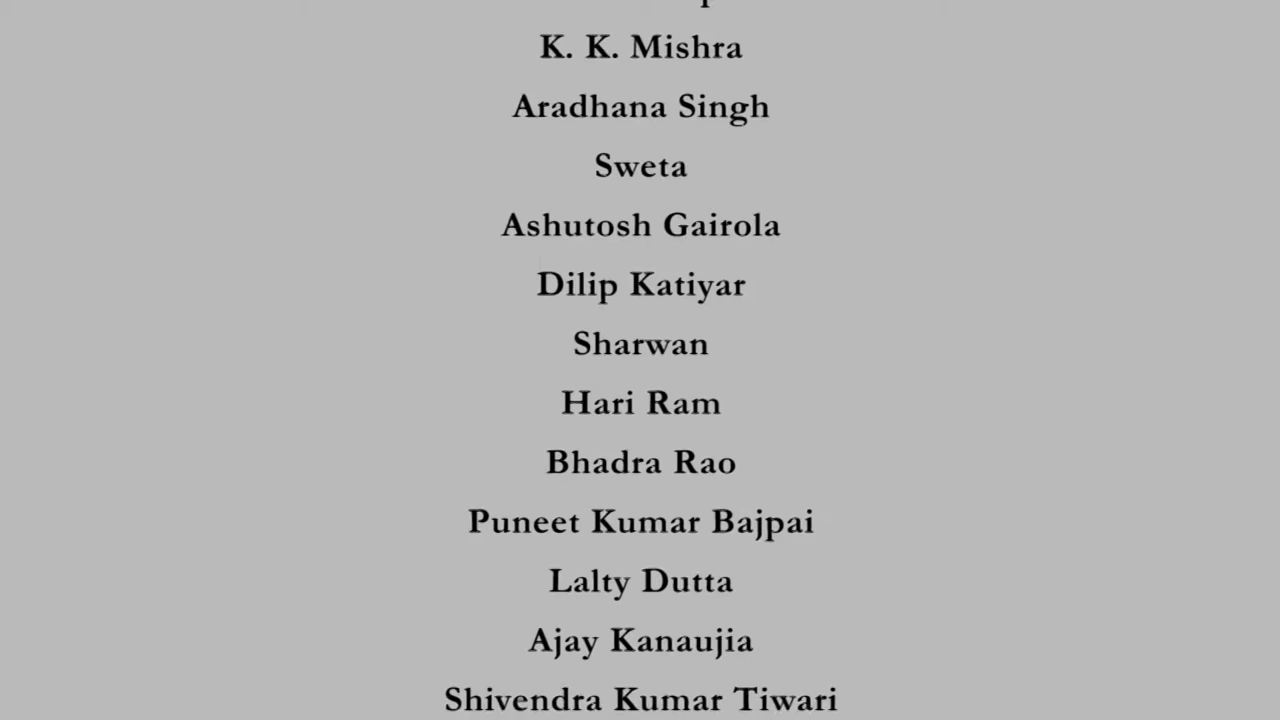 K. K. Mishra
Aradhana Singh
Sweta
Ashutosh Gairola
Dilip Katiyar
Sharwan
Hari Ram
Bhadra Rao
Puneet Kumar Bajpai
Lalty Dutta
Ajay Kanaujia
Shivendra Kumar Tiwari